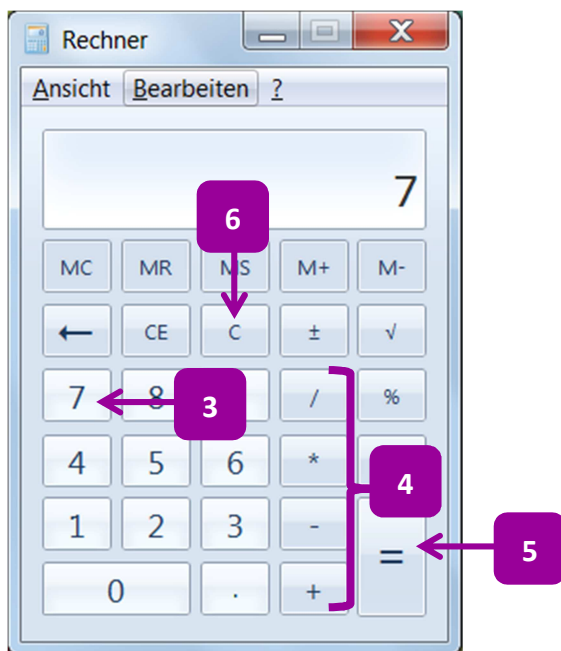 Rechner
Ansicht Bearbeiten ?
7
6
MC MR MS M+ M-
← CE C ± √
7 8 / %
3
4 5 6 *
4
1 2 3 -
= 5
0 . +